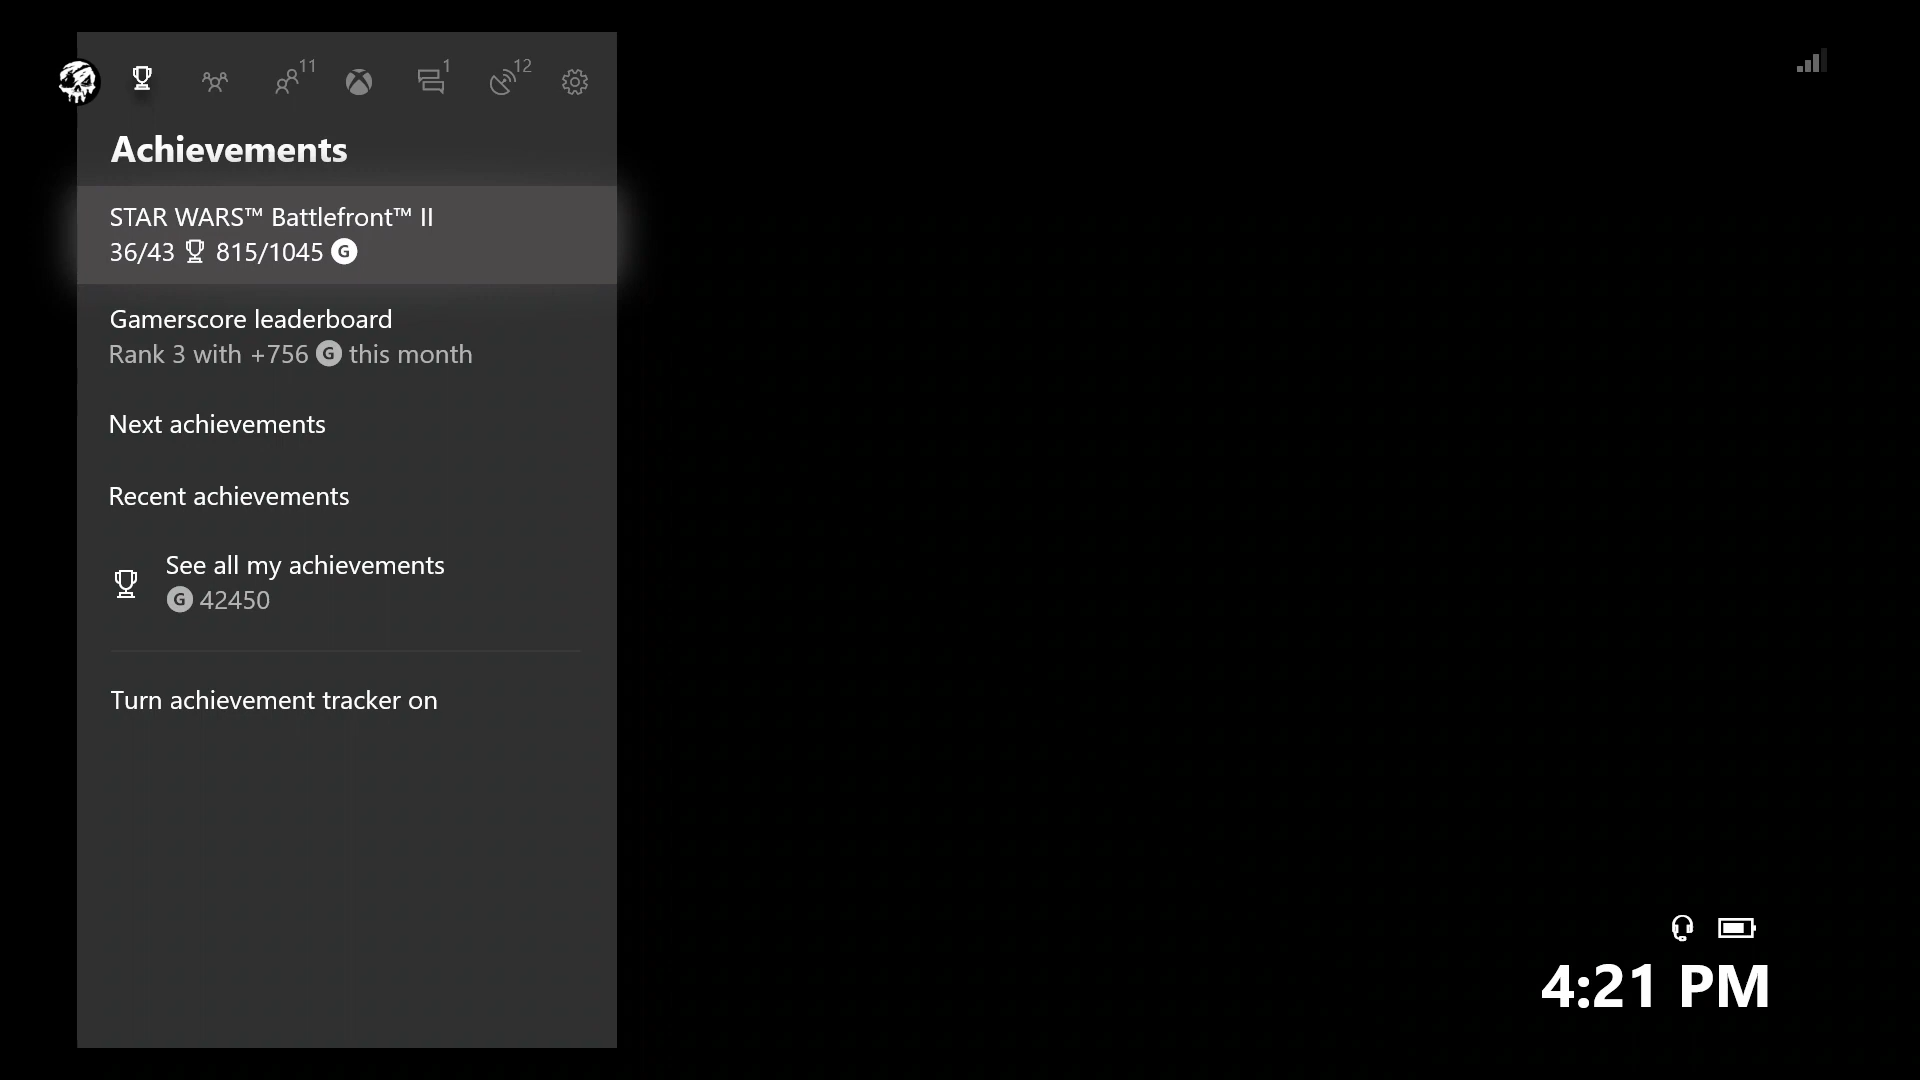 11
1
12
Achievements
STAR WARS™ Battlefront™ II
36/43 815/1045 G
Gamerscore leaderboard
Rank 3 with +756 G this month
Next achievements
Recent achievements
See all my achievements
G 42450
Turn achievement tracker on
4:21 PM